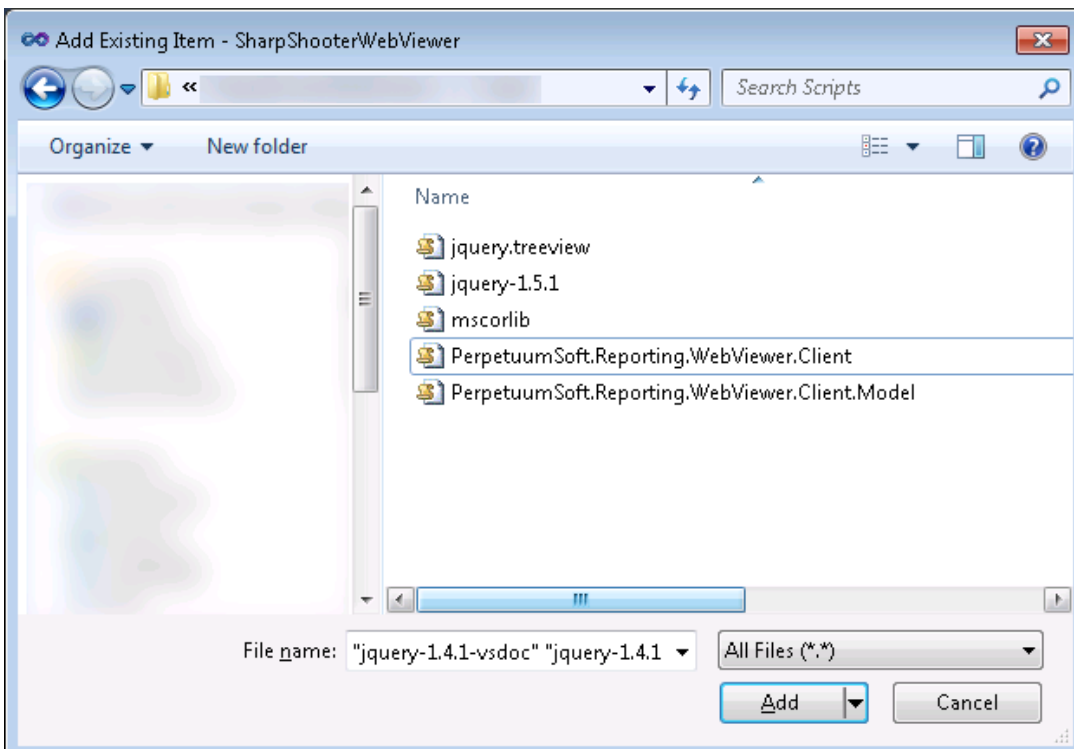 Add Existing Item - SharpShooterWebViewer
«
Search Scripts
Organize
New folder
Name
jquery.treeview
jquery-1.5.1
mscorlib
PerpetuumSoft.Reporting.WebViewer.Client
PerpetuumSoft.Reporting.WebViewer.Client.Model
File name: "jquery-1.4.1-vsdoc" "jquery-1.4.1
All Files (*.*)
Add
Cancel